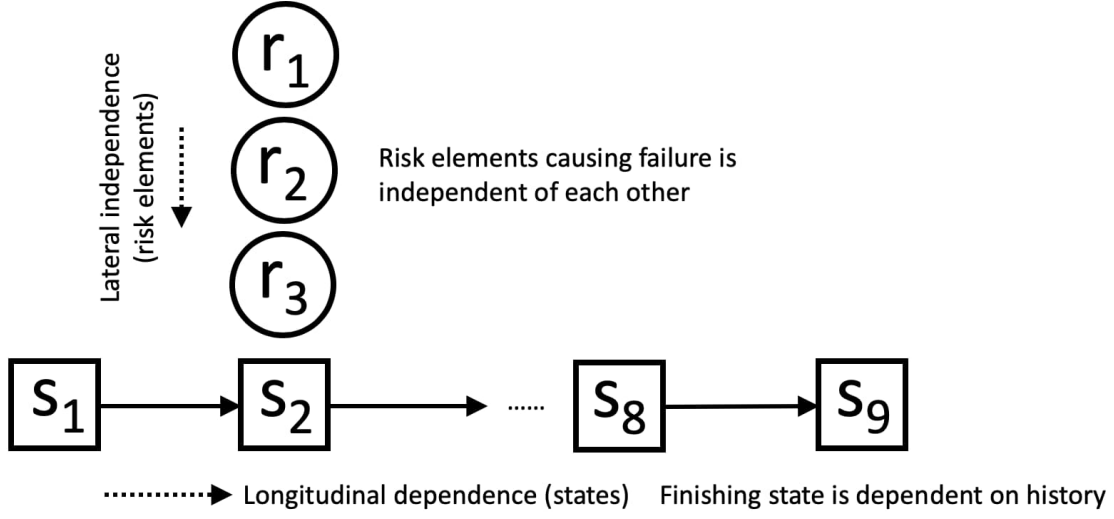 r1
Lateral independence
(risk elements)
r2
Risk elements causing failure is
independent of each other
r3
s1
s2
......
s8
s9
Longitudinal dependence (states)
Finishing state is dependent on history